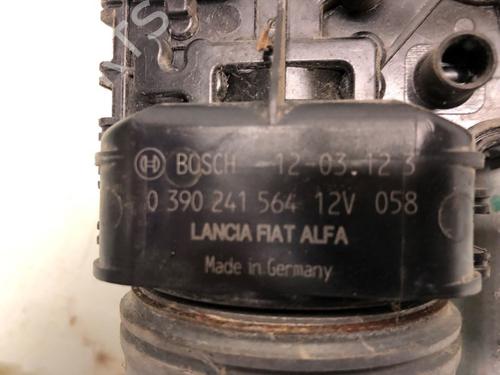 BOSCH 12-03.12 3
0 390 241 564 12V 058
LANCIA FIAT ALFA
Made in Germany